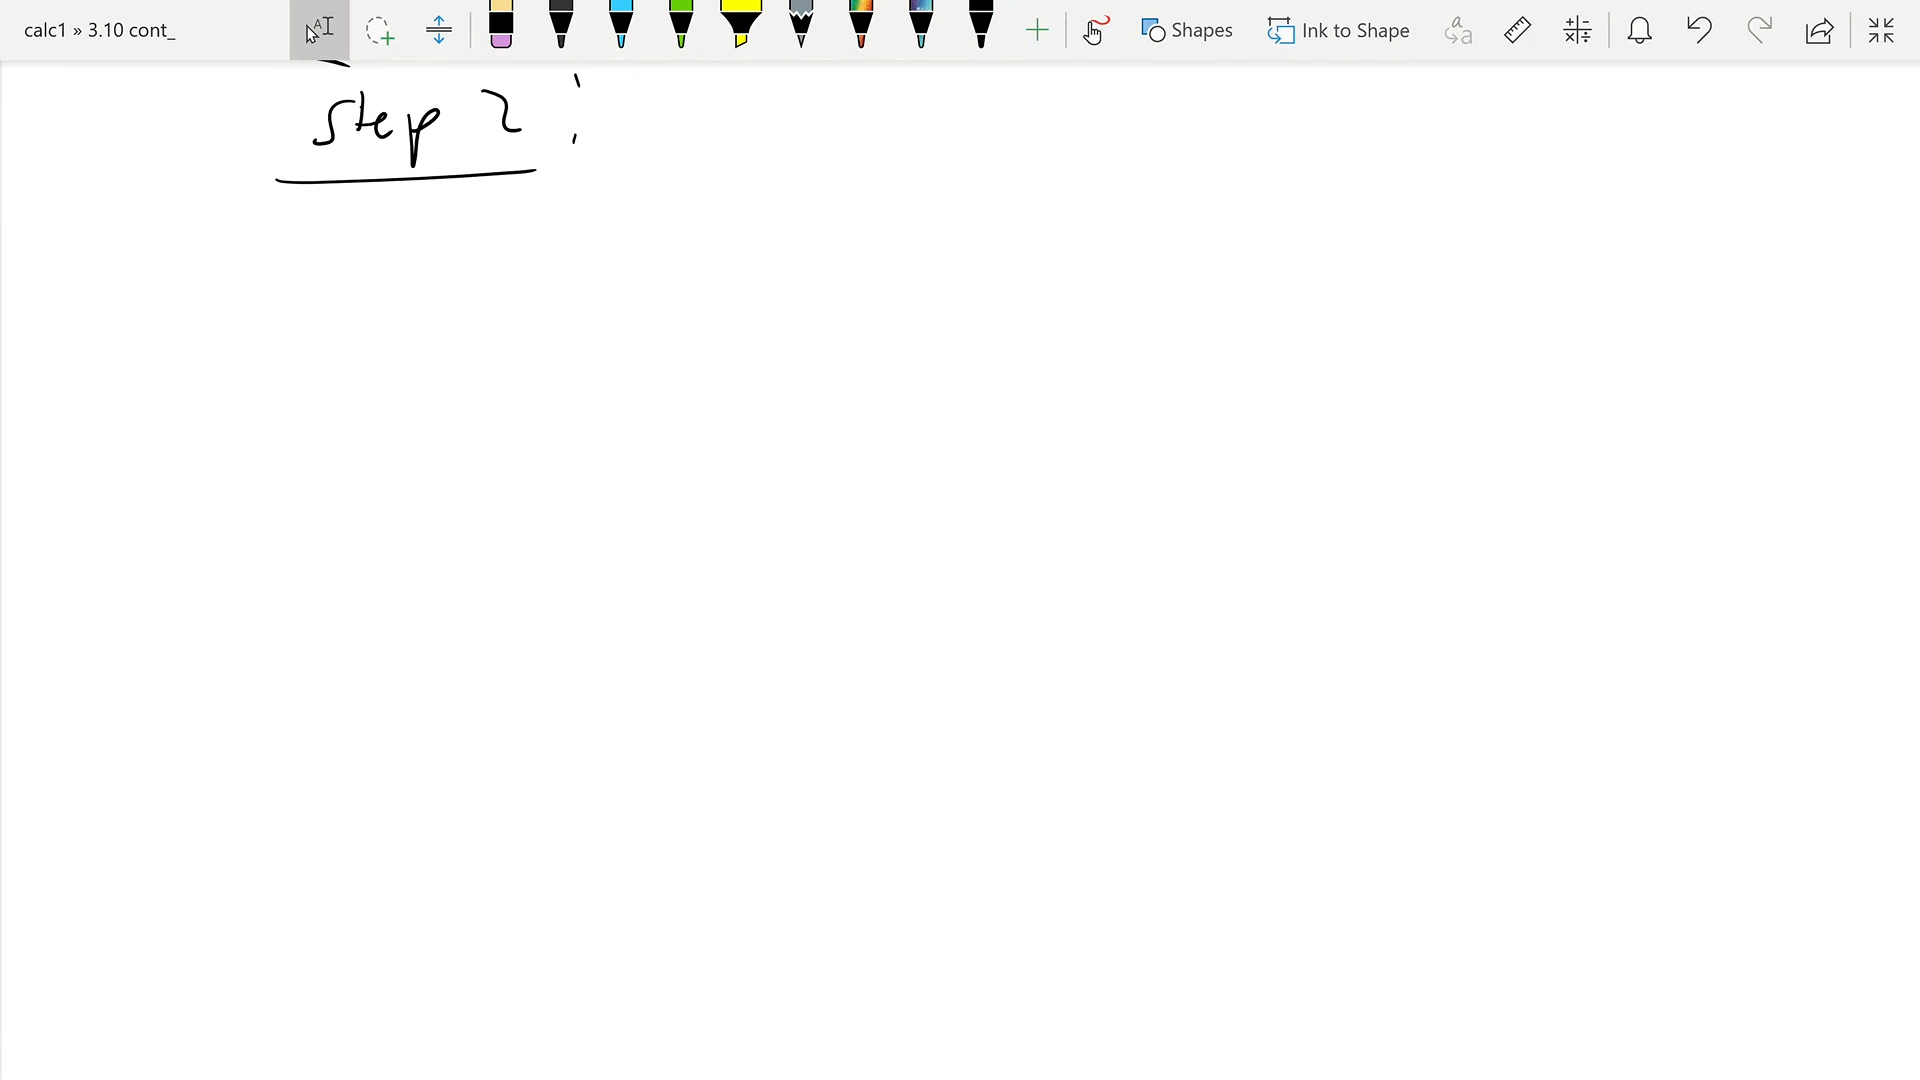 calc1 » 3.10 cont_
Shapes
Ink to Shape
step 2 :